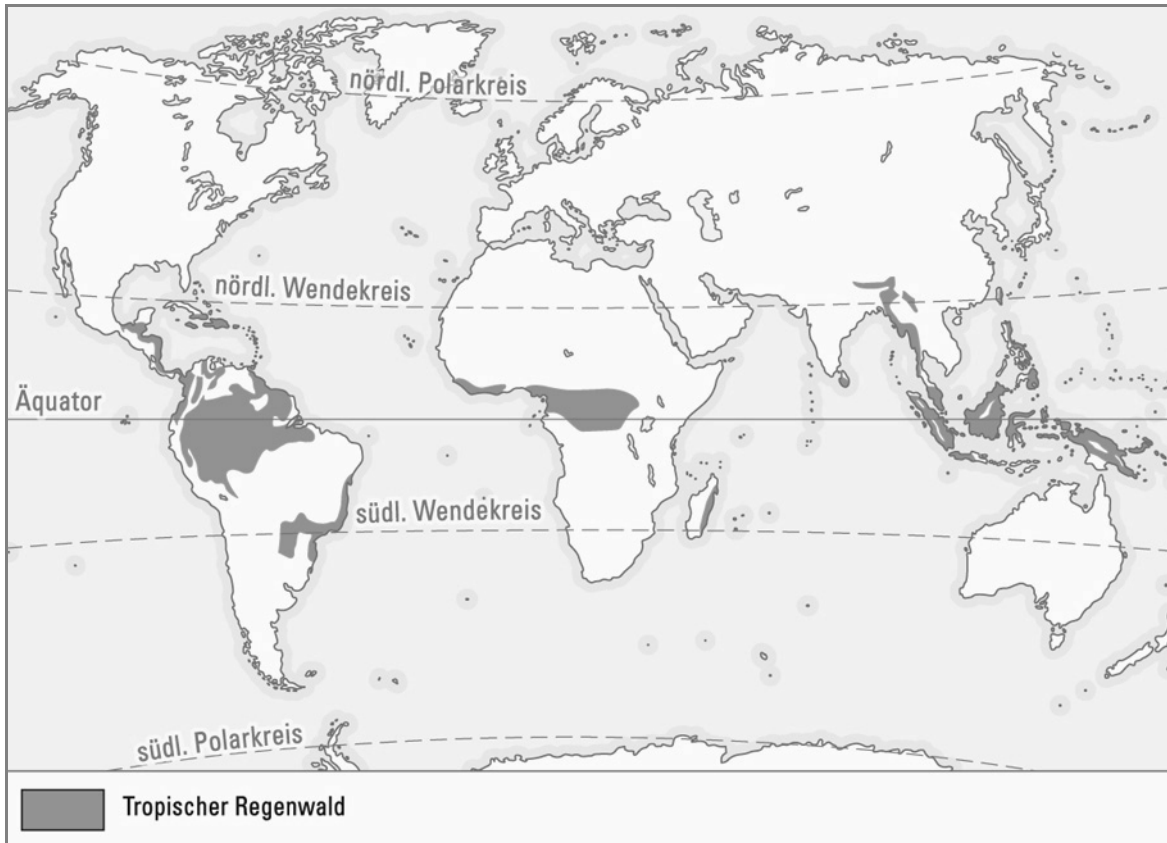 nördl. Polarkreis
nördl. Wendekreis
Äquator
südl. Wendekreis
südl. Polarkreis
Tropischer Regenwald